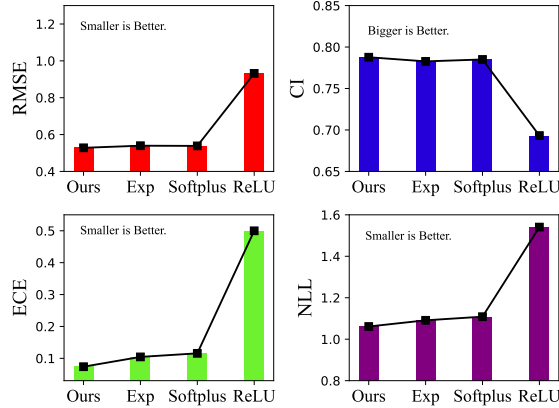 Smaller is Better.
RMSE
1.2
1.0
0.8
0.6
0.4
Ours Exp Softplus ReLU
Bigger is Better.
CI
0.85
0.80
0.75
0.70
0.65
Ours Exp Softplus ReLU
Smaller is Better.
ECE
0.5
0.4
0.3
0.2
0.1
Ours Exp Softplus ReLU
Smaller is Better.
NLL
1.6
1.4
1.2
1.0
0.8
Ours Exp Softplus ReLU